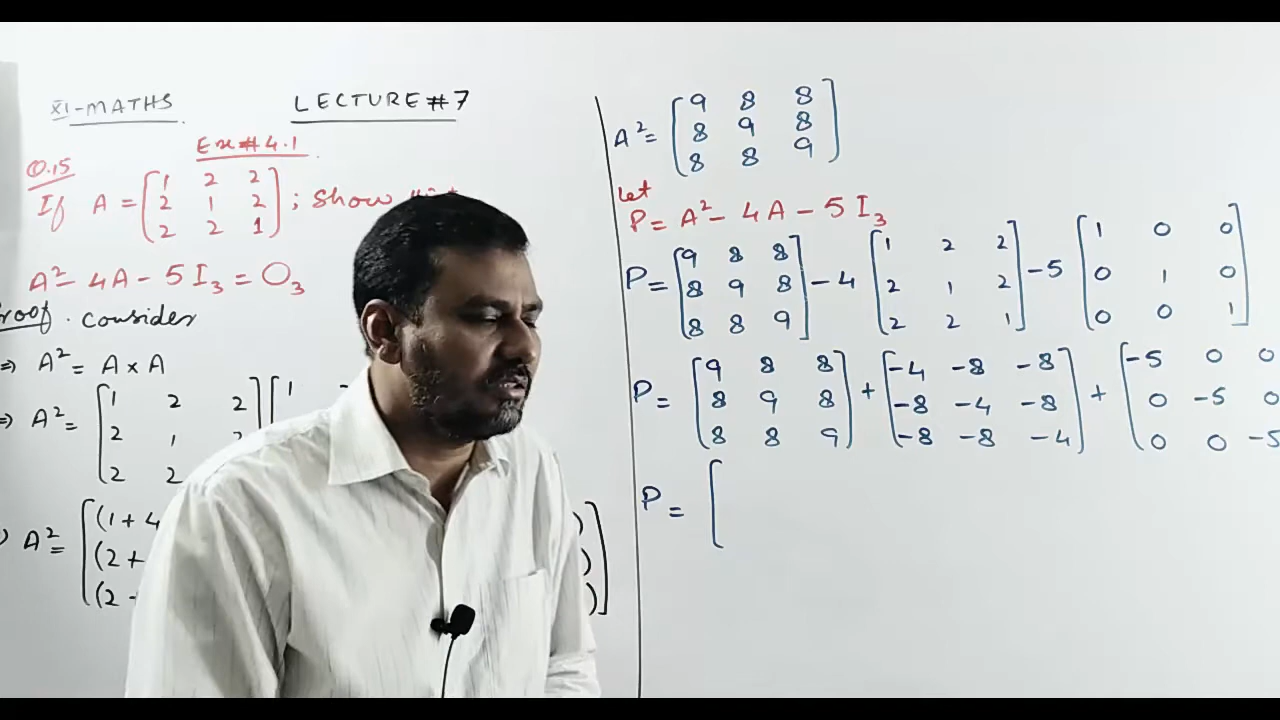 XI-MATHS LECTURE#7
Ex#4.1
Q.15
If A = [1 2 2; 2 1 2; 2 2 1] ; Show
A² - 4A - 5I₃ = O₃
Proof. Consider
⇒ A² = A × A
⇒ A² = [1 2 2; 2 1 2; 2 2 [1
⇒ A² = [(1+4 ) (2+ ) (2- )]
A² = [9 8 8; 8 9 8; 8 8 9]
let
P = A² - 4A - 5I₃
P = [9 8 8; 8 9 8; 8 8 9] - 4 [1 2 2; 2 1 2; 2 2 1] - 5 [1 0 0; 0 1 0; 0 0 1]
P = [9 8 8; 8 9 8; 8 8 9] + [-4 -8 -8; -8 -4 -8; -8 -8 -4] + [-5 0 0; 0 -5 0; 0 0 -5
P = [